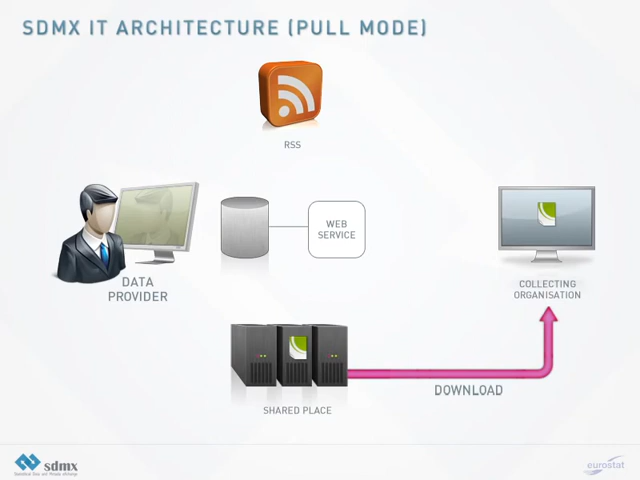 SDMX IT ARCHITECTURE (PULL MODE)
RSS
WEB
SERVICE
DATA
PROVIDER
COLLECTING
ORGANISATION
DOWNLOAD
SHARED PLACE
sdmx
eurostat